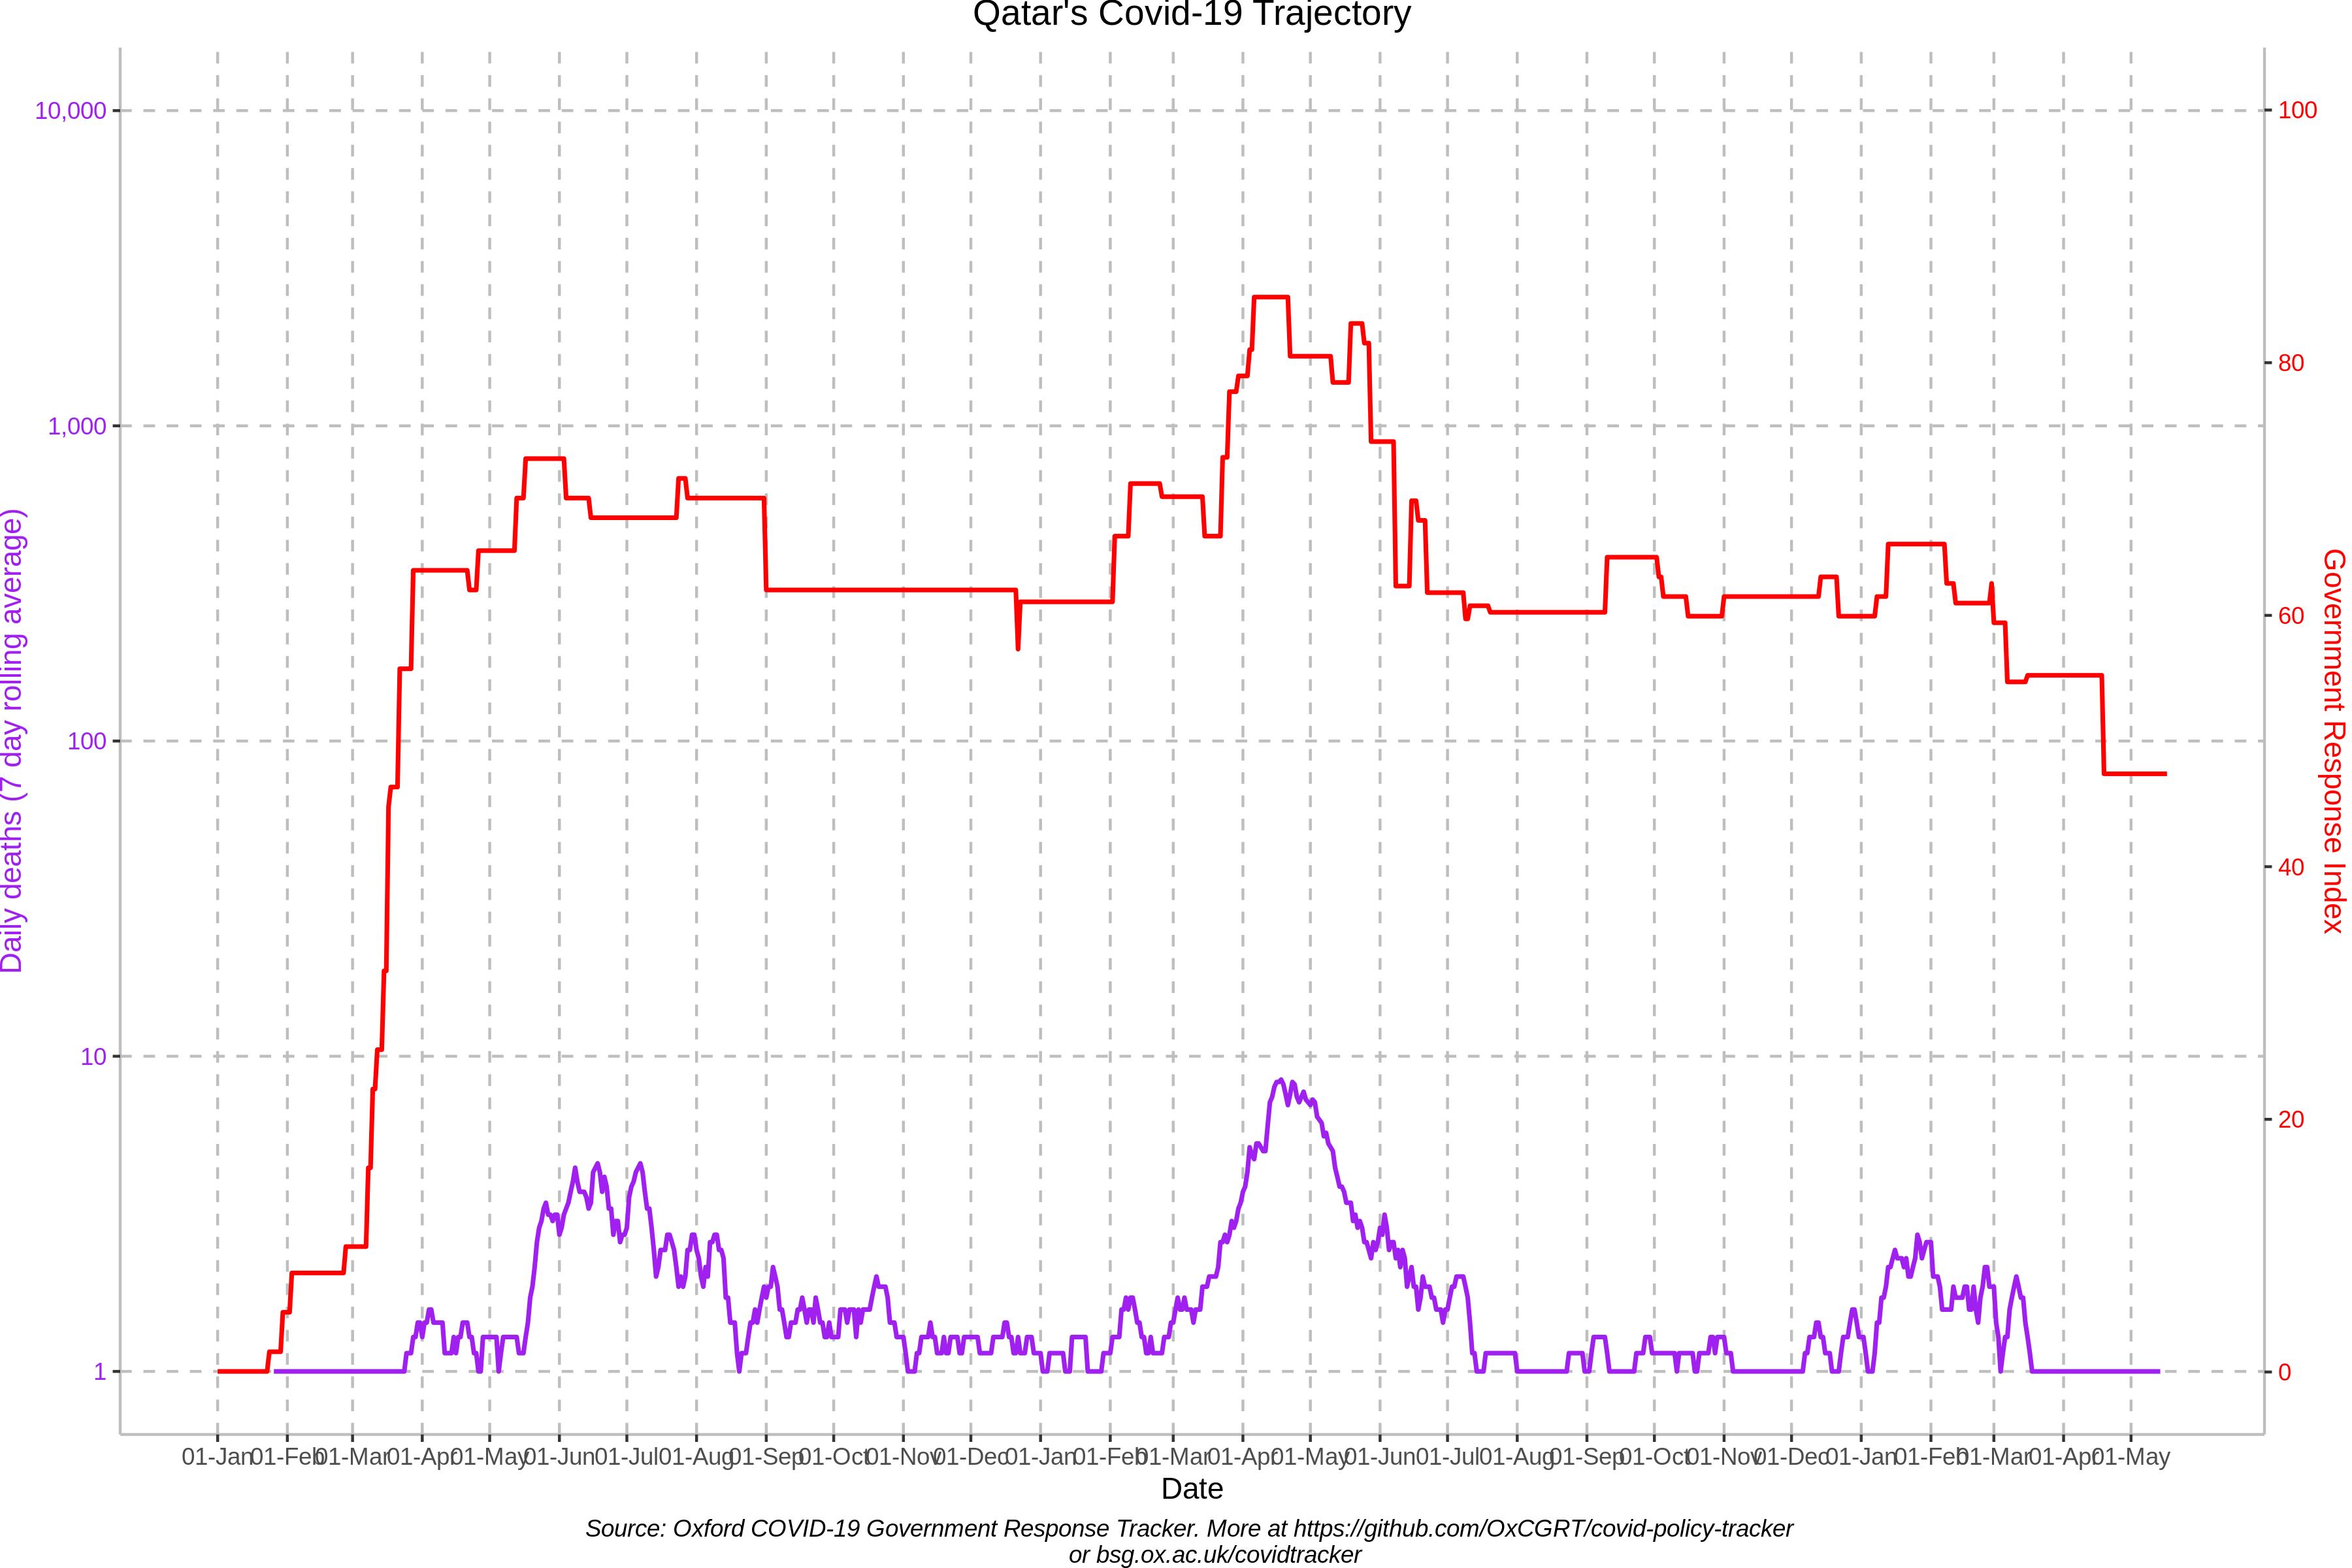 Qatar's Covid-19 Trajectory
10,000
1,000
100
10
1
Daily deaths (7 day rolling average)
100
80
60
40
20
0
Government Response Index
01-Jan 01-Feb 01-Mar 01-Apr 01-May 01-Jun 01-Jul 01-Aug 01-Sep 01-Oct 01-Nov 01-Dec 01-Jan 01-Feb 01-Mar 01-Apr 01-May 01-Jun 01-Jul 01-Aug 01-Sep 01-Oct 01-Nov 01-Dec 01-Jan 01-Feb 01-Mar 01-Apr 01-May
Date
Source: Oxford COVID-19 Government Response Tracker. More at https://github.com/OxCGRT/covid-policy-tracker
or bsg.ox.ac.uk/covidtracker